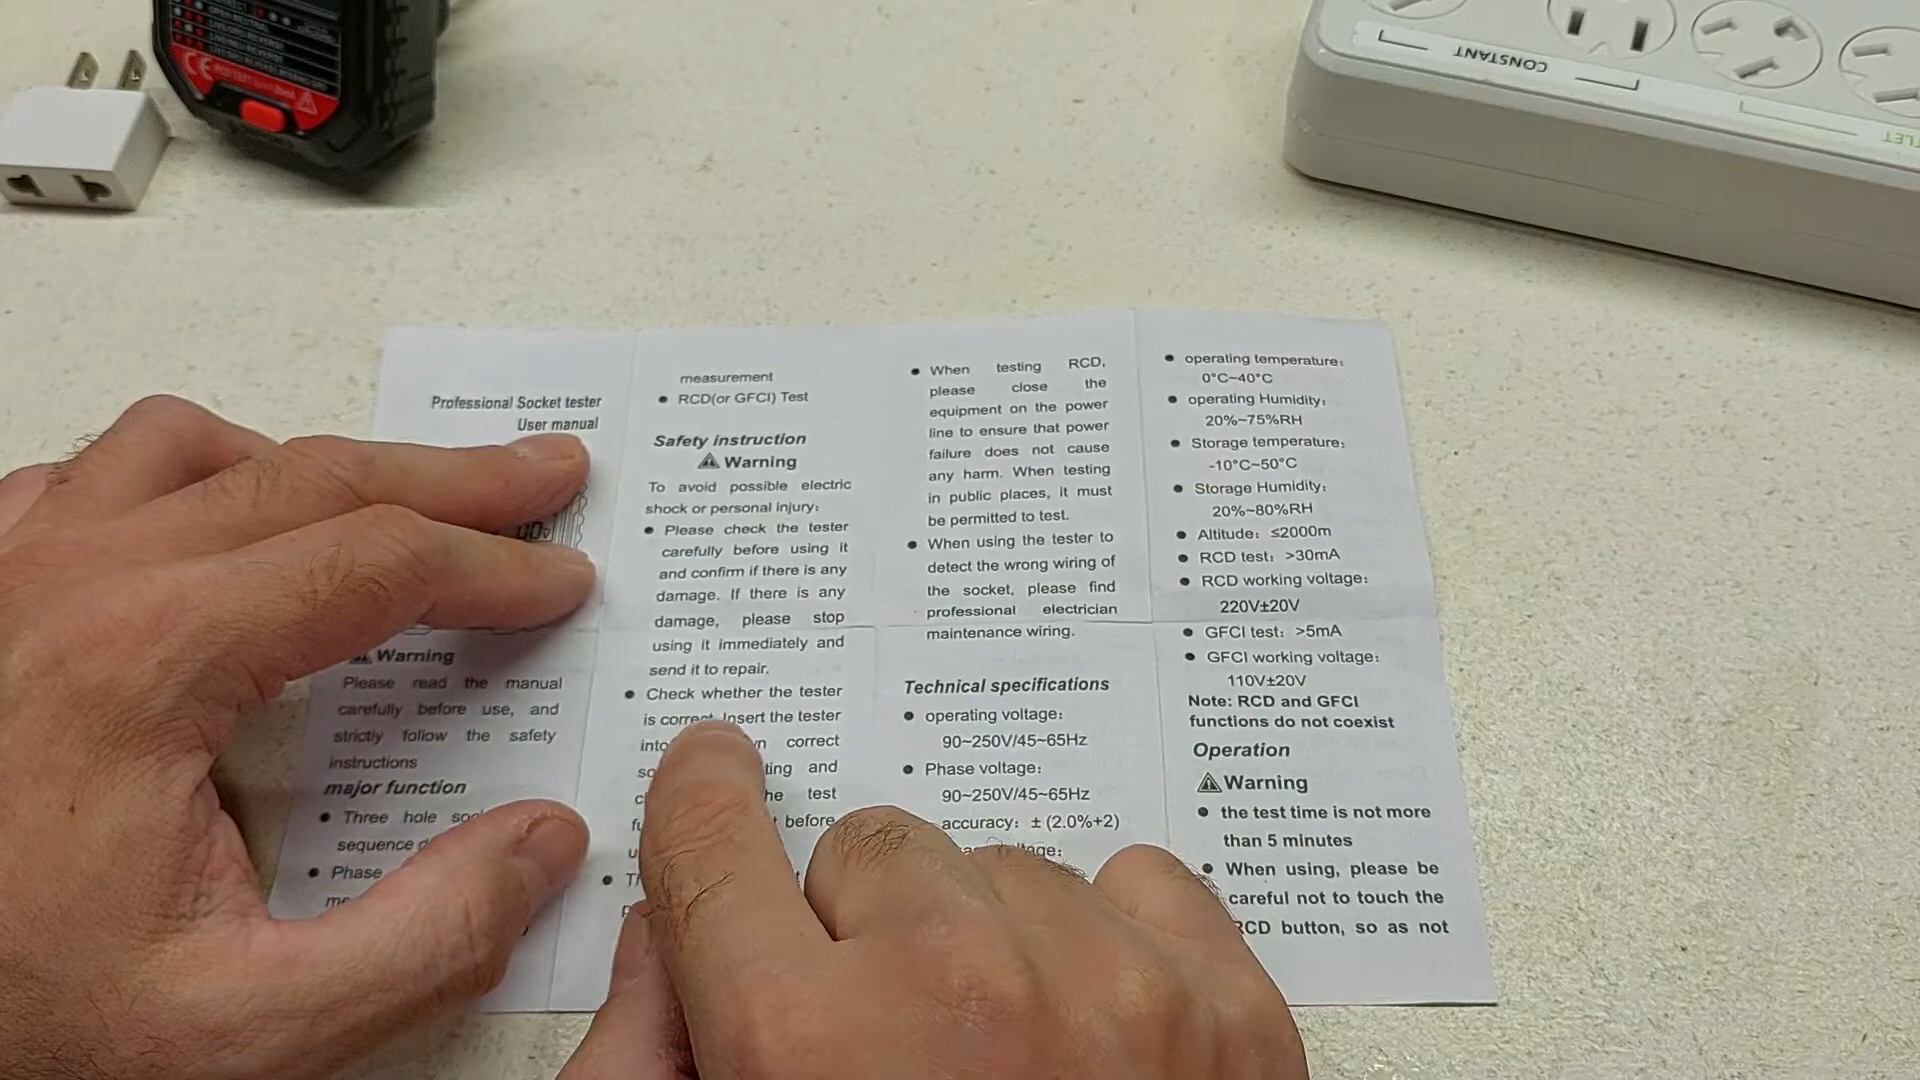 CONSTANT
Professional Socket tester
User manual
Warning
Please read the manual
carefully before use, and
strictly follow the safety
instructions
major function
Three hole
sequence
Phase
measurement
RCD(or GFCI) Test
Safety instruction
Warning
To avoid possible electric
shock or personal injury:
Please check the tester
carefully before using it
and confirm if there is any
damage. If there is any
damage, please stop
using it immediately and
send it to repair.
Check whether the tester
is correct. Insert the tester
into correct
and
the test
before
When testing RCD,
please close the
equipment on the power
line to ensure that power
failure does not cause
any harm. When testing
in public places, it must
be permitted to test.
When using the tester to
detect the wrong wiring of
the socket, please find
professional electrician
maintenance wiring.
Technical specifications
operating voltage:
90~250V/45~65Hz
Phase voltage:
90~250V/45~65Hz
accuracy: ± (2.0%+2)
operating temperature:
0°C~40°C
operating Humidity:
20%~75%RH
Storage temperature:
-10°C~50°C
Storage Humidity:
20%~80%RH
Altitude: ≤2000m
RCD test: >30mA
RCD working voltage:
220V±20V
GFCI test: >5mA
GFCI working voltage:
110V±20V
Note: RCD and GFCI
functions do not coexist
Operation
Warning
the test time is not more
than 5 minutes
When using, please be
careful not to touch the
RCD button, so as not